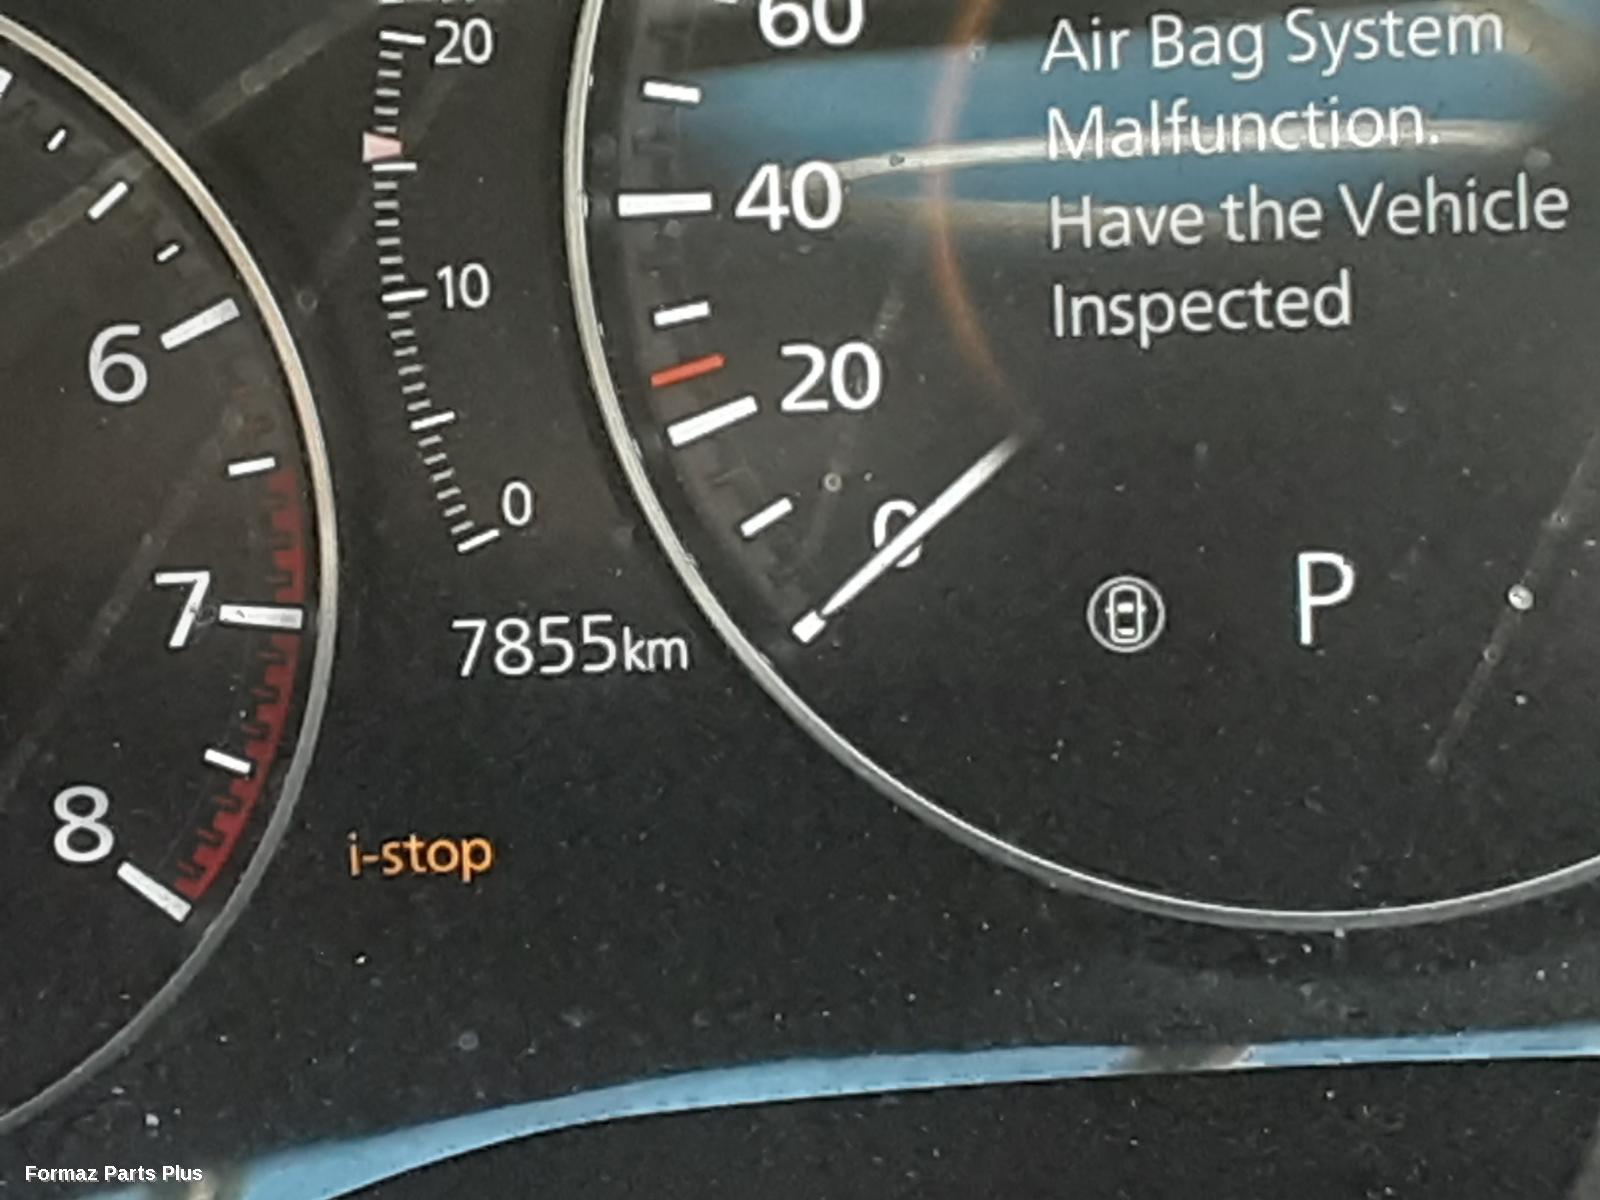 60
20
Air Bag System
Malfunction.
Have the Vehicle
Inspected
40
10
6
20
0
0
7
7855km
P
8
i-stop
Formaz Parts Plus